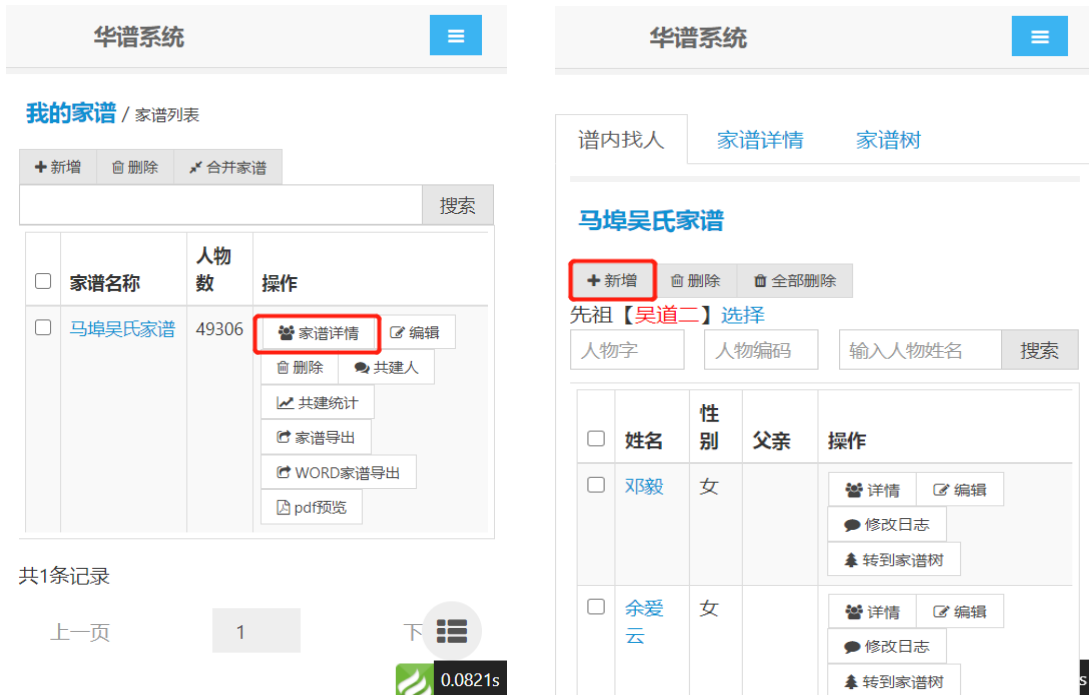 华谱系统
我的家谱 / 家谱列表
新增 删除 合并家谱
搜索
家谱名称 人物数 操作
马埠吴氏家谱 49306 家谱详情 编辑
删除 共建人
共建统计
家谱导出
WORD家谱导出
pdf预览
共1条记录
上一页 1 下
0.0821s
华谱系统
谱内找人 家谱详情 家谱树
马埠吴氏家谱
新增 删除 全部删除
先祖【吴道二】选择
人物字 人物编码 输入人物姓名 搜索
姓名 性别 父亲 操作
邓毅 女 详情 编辑
修改日志
转到家谱树
余爱云 女 详情 编辑
修改日志
转到家谱树
s